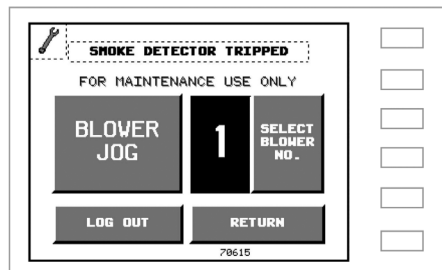 SMOKE DETECTOR TRIPPED
FOR MAINTENANCE USE ONLY
BLOWER
JOG
1
SELECT
BLOWER
NO.
LOG OUT
RETURN
70615